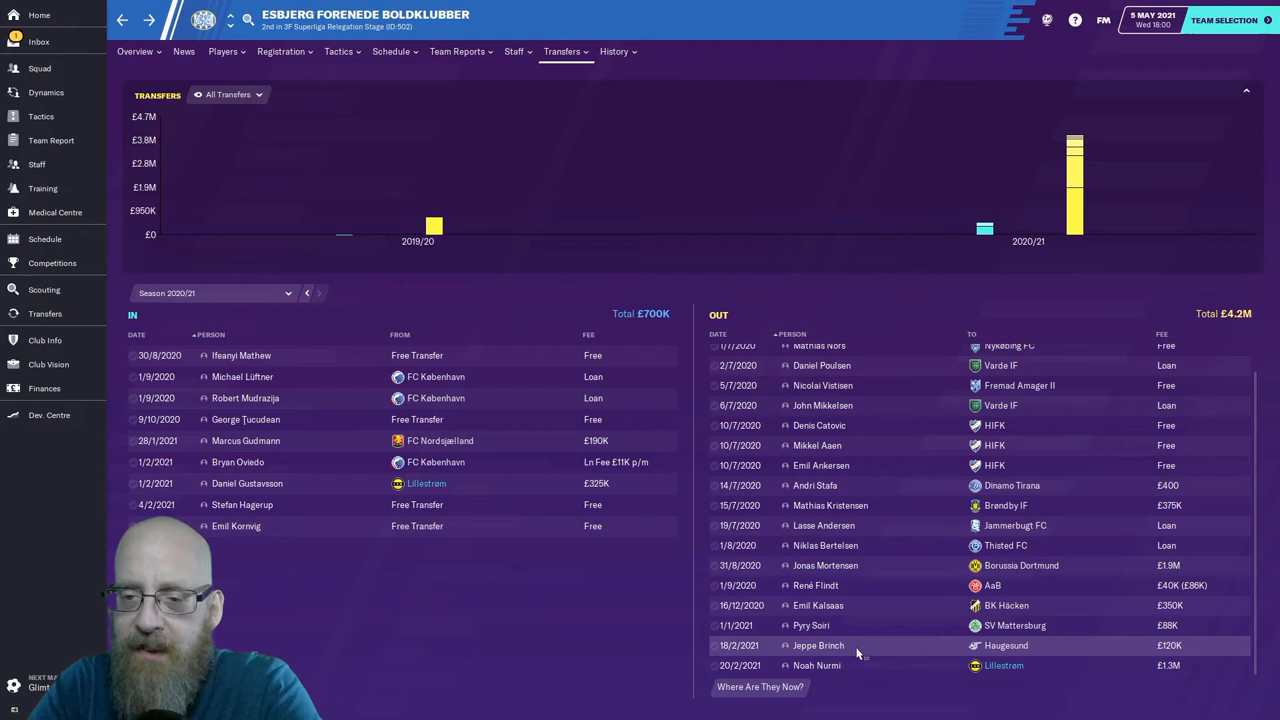 ESBJERG FORENEDE BOLDKLUBBER
2nd in 3F Superliga Relegation Stage (ID:502)
FM
5 MAY 2021
Wed 18:00
TEAM SELECTION
Overview News Players Registration Tactics Schedule Team Reports Staff Transfers History
1
Home
Inbox
Squad
Dynamics
Tactics
Team Report
Staff
Training
Medical Centre
Schedule
Competitions
Scouting
Transfers
Club Info
Club Vision
Finances
Dev. Centre
NEXT MA
Glimt
TRANSFERS All Transfers
£4.7M
£3.8M
£2.8M
£1.9M
£950K
£0
2019/20 2020/21
Season 2020/21
IN Total £700K
DATE PERSON FROM FEE
30/8/2020 Ifeanyi Mathew Free Transfer Free
1/9/2020 Michael Lüftner FC København Loan
1/9/2020 Robert Mudrazija FC København Loan
9/10/2020 George Țucudean Free Transfer Free
28/1/2021 Marcus Gudmann FC Nordsjælland £190K
1/2/2021 Bryan Oviedo FC København Ln Fee £11K p/m
1/2/2021 Daniel Gustavsson Lillestrøm £325K
4/2/2021 Stefan Hagerup Free Transfer Free
Emil Kornvig Free Transfer Free
OUT Total £4.2M
DATE PERSON TO FEE
1/7/2020 Mathias Nors Nykøbing FC Free
2/7/2020 Daniel Poulsen Varde IF Loan
5/7/2020 Nicolai Vistisen Fremad Amager II Free
6/7/2020 John Mikkelsen Varde IF Loan
10/7/2020 Denis Catovic HIFK Free
10/7/2020 Mikkel Aaen HIFK Free
10/7/2020 Emil Ankersen HIFK Free
14/7/2020 Andri Stafa Dinamo Tirana £400
15/7/2020 Mathias Kristensen Brøndby IF £375K
19/7/2020 Lasse Andersen Jammerbugt FC Loan
1/8/2020 Niklas Bertelsen Thisted FC Loan
31/8/2020 Jonas Mortensen Borussia Dortmund £1.9M
1/9/2020 René Flindt AaB £40K (£86K)
16/12/2020 Emil Kalsaas BK Häcken £350K
1/1/2021 Pyry Soiri SV Mattersburg £88K
18/2/2021 Jeppe Brinch Haugesund £120K
20/2/2021 Noah Nurmi Lillestrøm £1.3M
Where Are They Now?